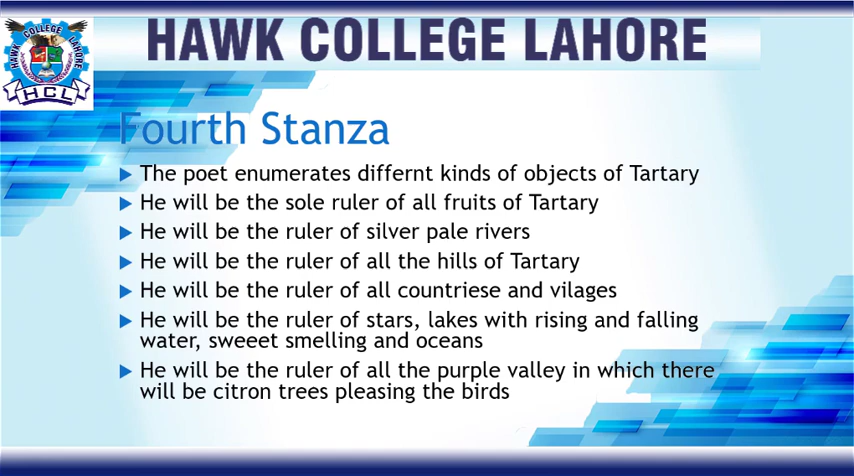 HAWK COLLEGE LAHORE
HAWK COLLEGE LAHORE
HCL
Fourth Stanza
The poet enumerates differnt kinds of objects of Tartary
He will be the sole ruler of all fruits of Tartary
He will be the ruler of silver pale rivers
He will be the ruler of all the hills of Tartary
He will be the ruler of all countriese and vilages
He will be the ruler of stars, lakes with rising and falling
water, sweeet smelling and oceans
He will be the ruler of all the purple valley in which there
will be citron trees pleasing the birds